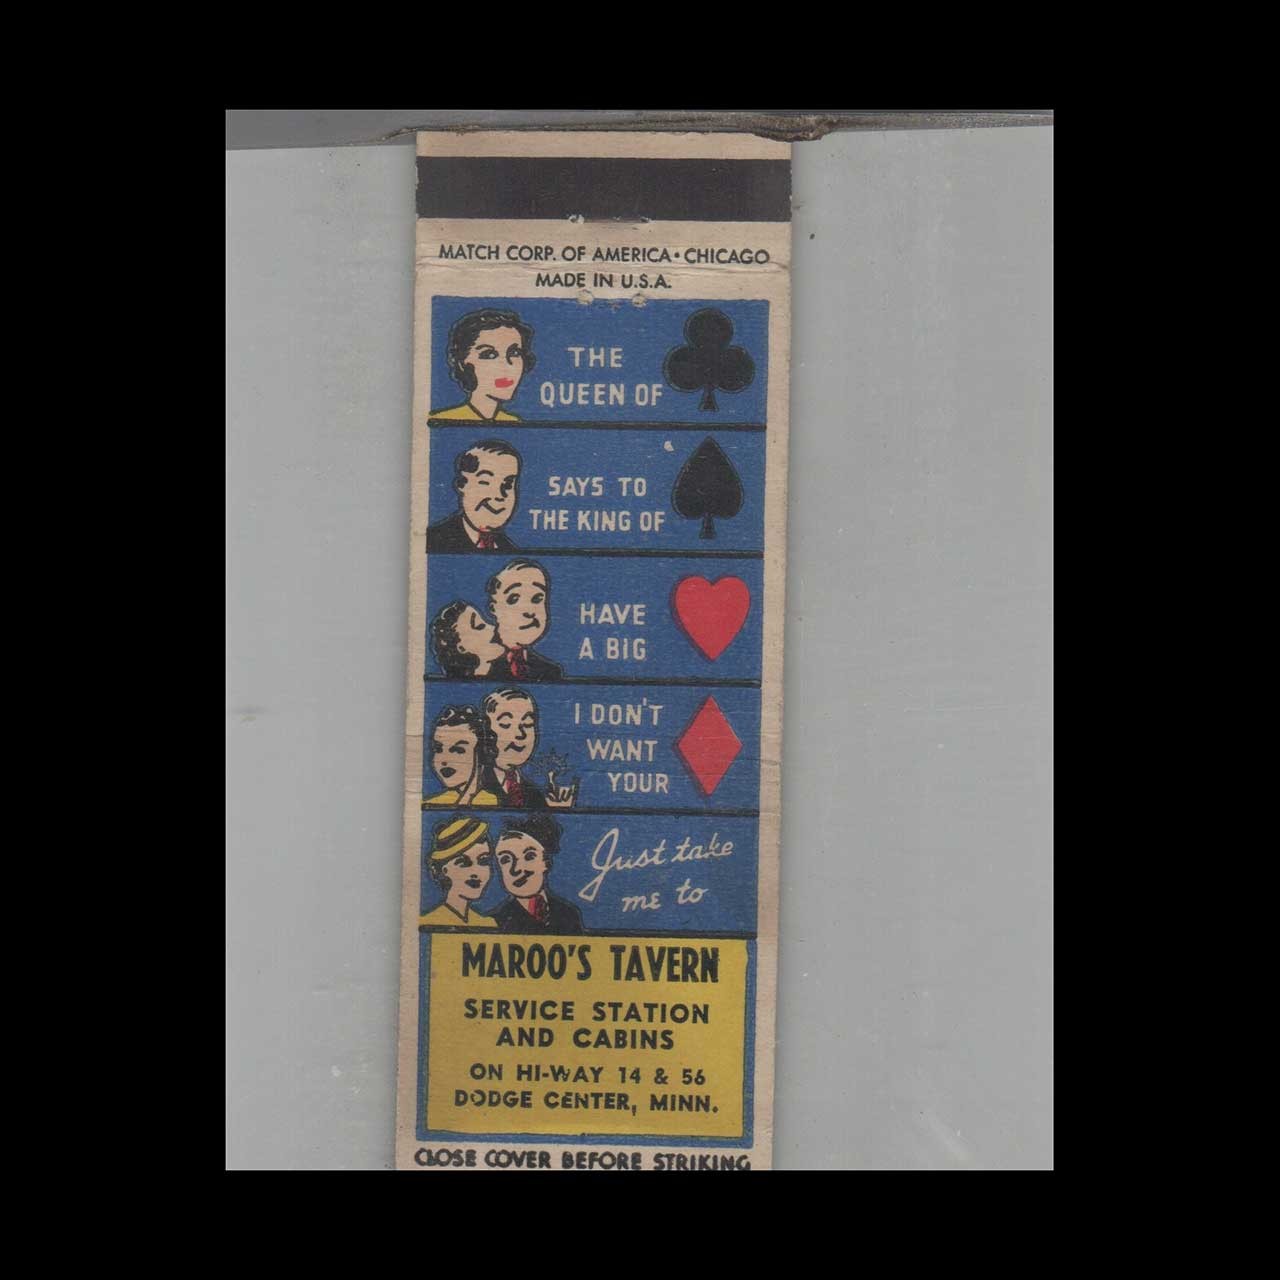 MATCH CORP. OF AMERICA • CHICAGO
MADE IN U.S.A.
THE
QUEEN OF
SAYS TO
THE KING OF
HAVE
A BIG
I DON'T
WANT
YOUR
Just take
me to
MAROO'S TAVERN
SERVICE STATION
AND CABINS
ON HI-WAY 14 & 56
DODGE CENTER, MINN.
CLOSE COVER BEFORE STRIKING